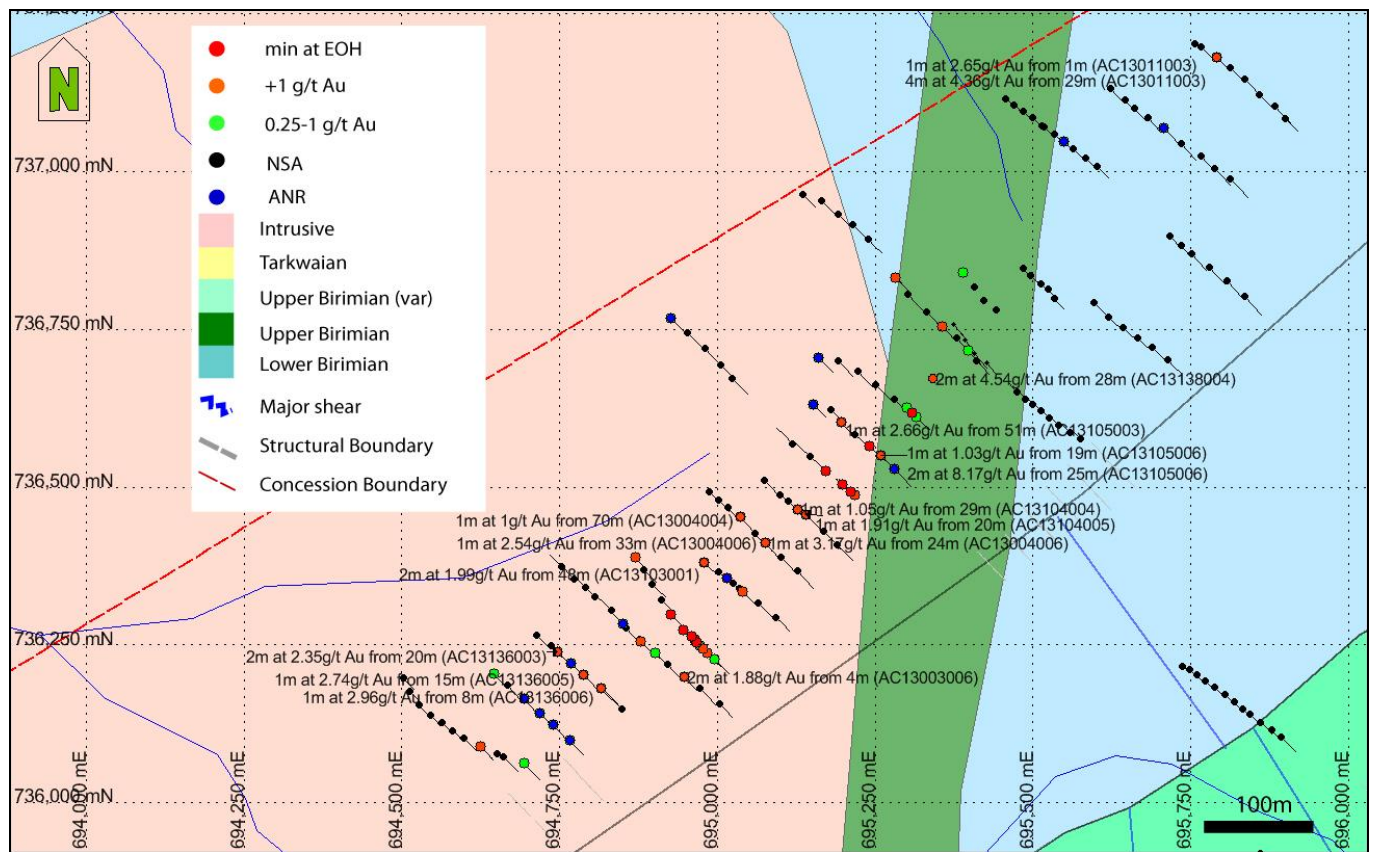 N
min at EOH
+1 g/t Au
0.25-1 g/t Au
NSA
ANR
Intrusive
Tarkwaian
Upper Birimian (var)
Upper Birimian
Lower Birimian
Major shear
Structural Boundary
Concession Boundary
1m at 2.65g/t Au from 1m (AC13011003)
4m at 4.36g/t Au from 29m (AC13011003)
737,000 mN
736,750 mN
2m at 4.54g/t Au from 28m (AC13138004)
1m at 2.66g/t Au from 51m (AC13105003)
1m at 1.03g/t Au from 19m (AC13105006)
2m at 8.17g/t Au from 25m (AC13105006)
736,500 mN
1m at 1.05g/t Au from 29m (AC13104004)
1m at 1g/t Au from 70m (AC13004004)
1m at 1.91g/t Au from 20m (AC13104005)
1m at 2.54g/t Au from 33m (AC13004006)
1m at 3.17g/t Au from 24m (AC13004006)
2m at 1.99g/t Au from 48m (AC13103001)
736,250 mN
2m at 2.35g/t Au from 20m (AC13136003)
1m at 2.74g/t Au from 15m (AC13136005)
2m at 1.88g/t Au from 4m (AC13003006)
1m at 2.96g/t Au from 8m (AC13136006)
736,000 mN
694,000 mE
694,250 mE
694,500 mE
694,750 mE
695,000 mE
695,250 mE
695,500 mE
695,750 mE
696,000 mE
100m